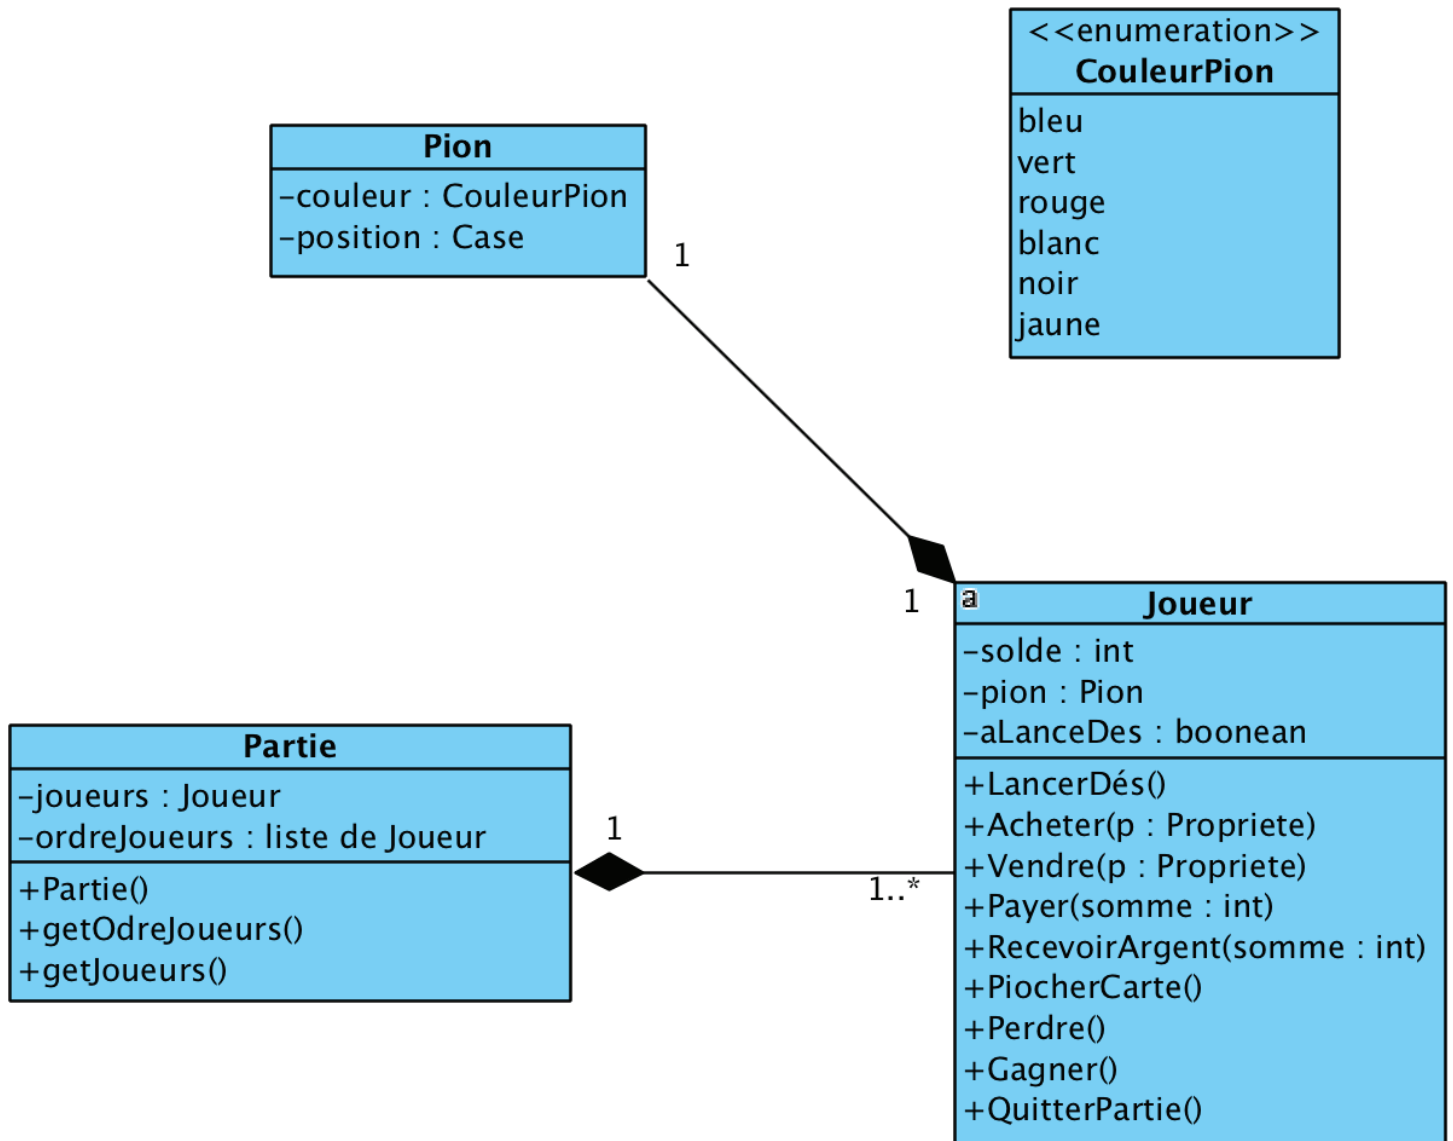 <<enumeration>>
CouleurPion
bleu
vert
rouge
blanc
noir
jaune
Pion
-couleur : CouleurPion
-position : Case
1
1
a
Joueur
-solde : int
-pion : Pion
-aLanceDes : boonean
+LancerDés()
+Acheter(p : Propriete)
+Vendre(p : Propriete)
+Payer(somme : int)
+RecevoirArgent(somme : int)
+PiocherCarte()
+Perdre()
+Gagner()
+QuitterPartie()
Partie
-joueurs : Joueur
-ordreJoueurs : liste de Joueur
+Partie()
+getOdreJoueurs()
+getJoueurs()
1
1..*